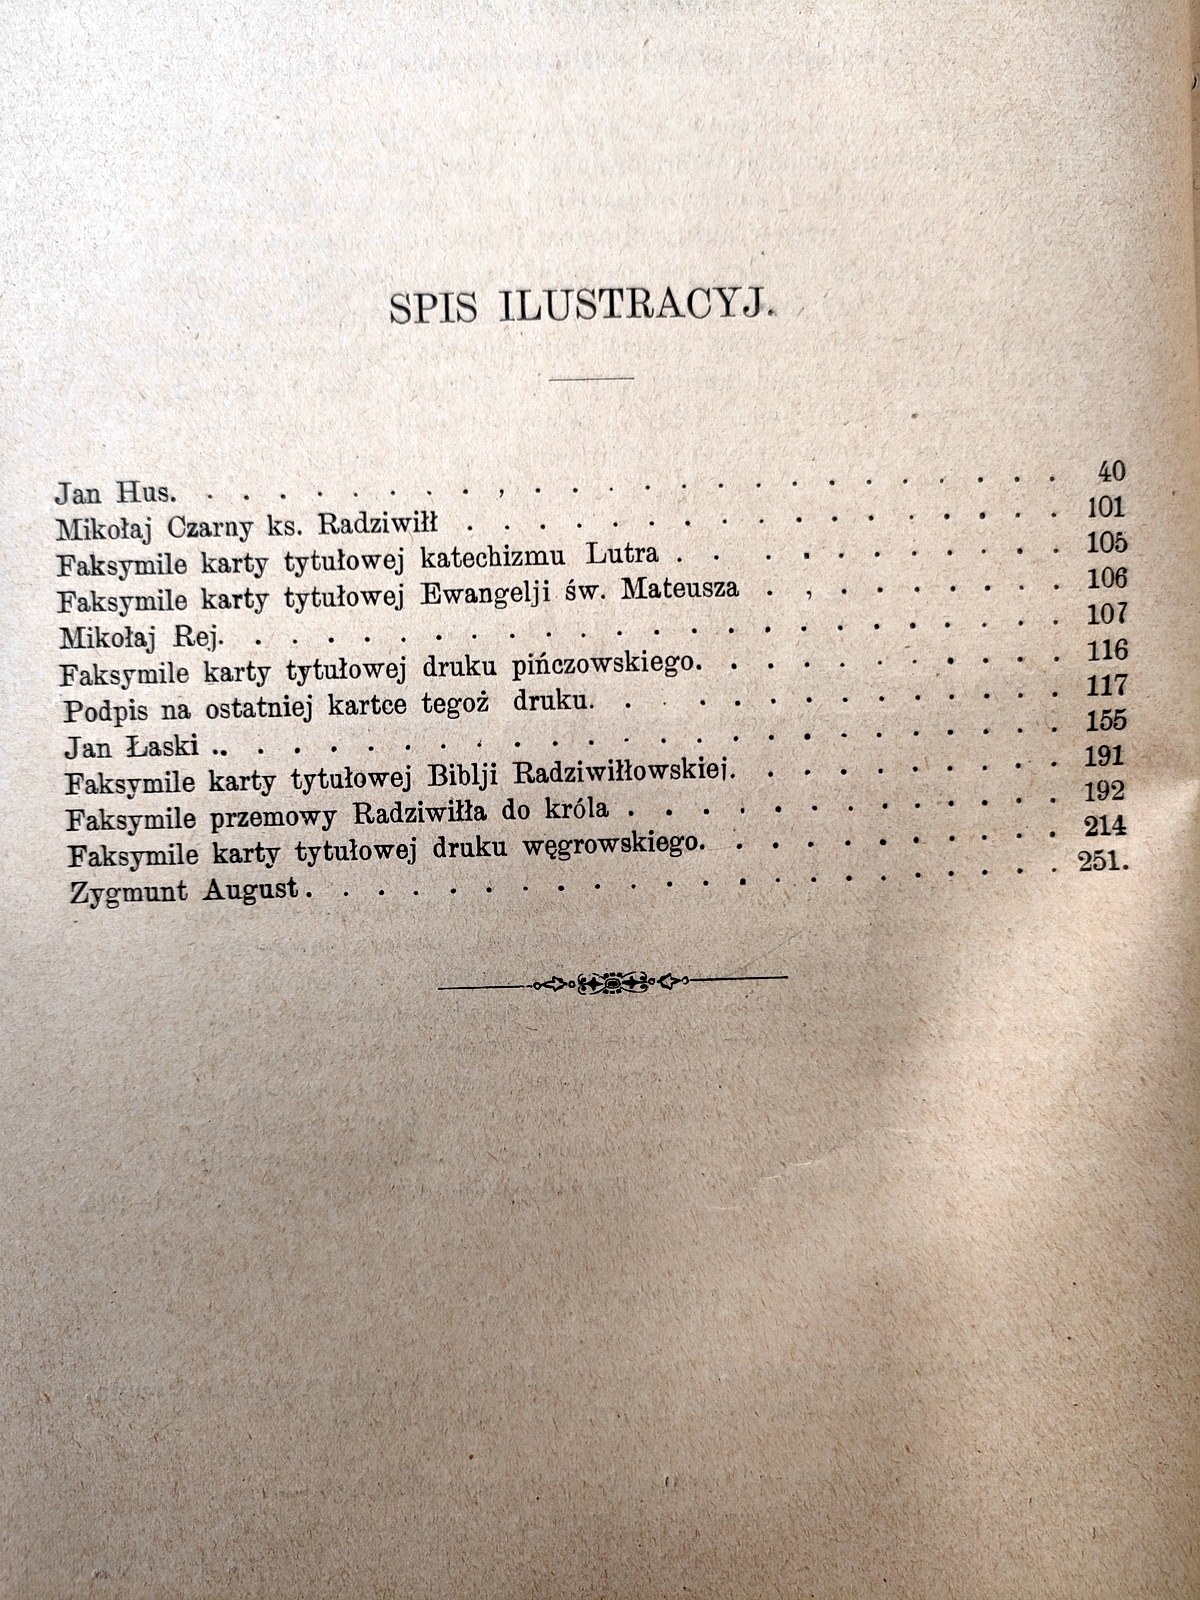 SPIS ILUSTRACYJ.
Jan Hus. . . . . . . . . , . . . . . . . . . . . . . . . 40
Mikołaj Czarny ks. Radziwiłł . . . . . . . . . . . . . . . . . 101
Faksymile karty tytułowej katechizmu Lutra . . . . . . . . . . . 105
Faksymile karty tytułowej Ewangelji św. Mateusza . , . . . . . . . 106
Mikołaj Rej. . . . . . . . . . . . . . . . . . . . . . . . 107
Faksymile karty tytułowej druku pińczowskiego. . . . . . . . . . . 116
Podpis na ostatniej kartce tegoż druku. . . . . . . . . . . . . 117
Jan Łaski .. . . . . . . . . . . . . . . . . . . . . . . . 155
Faksymile karty tytułowej Biblji Radziwiłłowskiej. . . . . . . . . . 191
Faksymile przemowy Radziwiłła do króla . . . . . . . . . . . . 192
Faksymile karty tytułowej druku węgrowskiego. . . . . . . . . . . 214
Zygmunt August . . . . . . . . . . . . . . . . . . . . . 251.